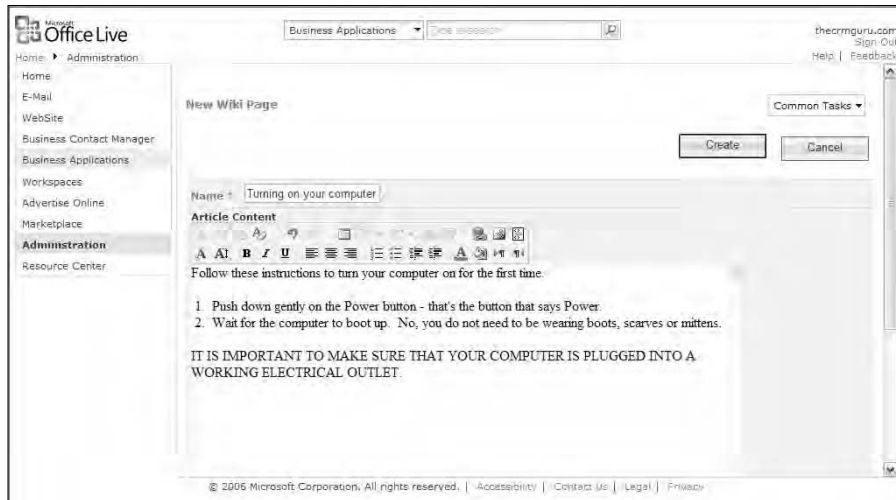 Microsoft
Office Live
Business Applications
thecrmguru.com
Sign Out
Help | Feedback
Home Administration
Home
E-Mail
WebSite
Business Contact Manager
Business Applications
Workspaces
Advertise Online
Marketplace
Administration
Resource Center
New Wiki Page
Common Tasks
Create
Cancel
Name * Turning on your computer
Article Content
A A B I U A
Follow these instructions to turn your computer on for the first time.
1. Push down gently on the Power button - that's the button that says Power.
2. Wait for the computer to boot up. No, you do not need to be wearing boots, scarves or mittens.
IT IS IMPORTANT TO MAKE SURE THAT YOUR COMPUTER IS PLUGGED INTO A
WORKING ELECTRICAL OUTLET.
© 2006 Microsoft Corporation. All rights reserved. | Accessibility | Contact Us | Legal | Privacy